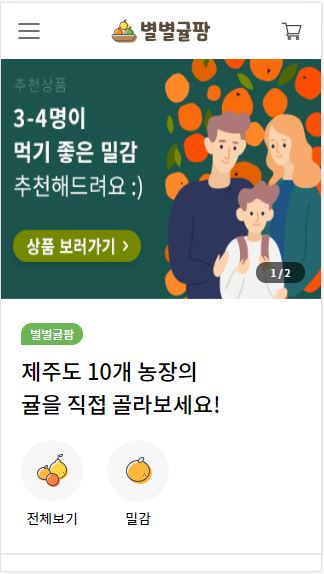 별별귤팜
추천상품
3-4명이
먹기 좋은 밀감
추천해드려요 :)
상품 보러가기 >
1/2
별별귤팜
제주도 10개 농장의
귤을 직접 골라보세요!
전체보기 밀감